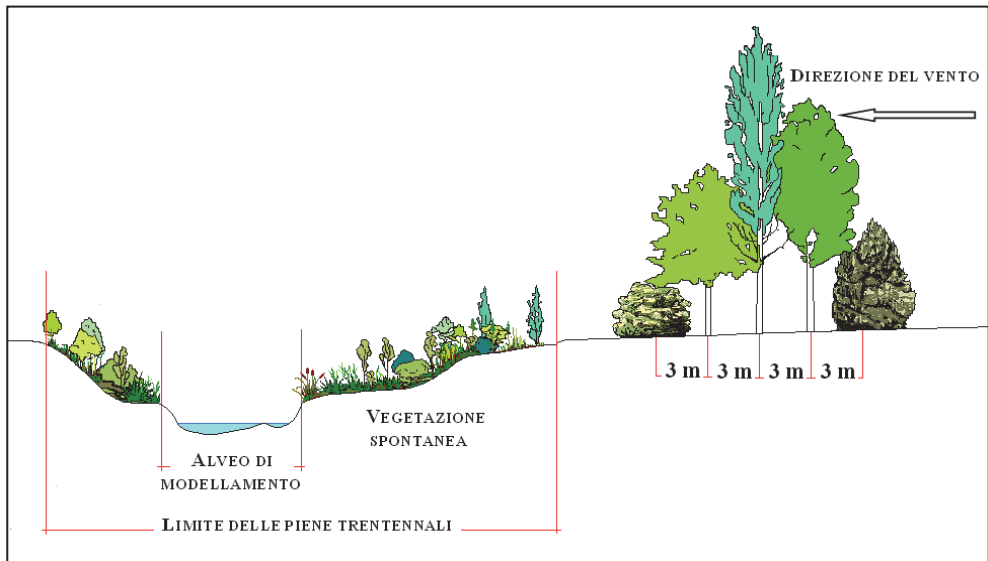 DIREZIONE DEL VENTO
3 m 3 m 3 m 3 m
VEGETAZIONE
SPONTANEA
ALVEO DI
MODELLAMENTO
LIMITE DELLE PIENE TRENTENNALI